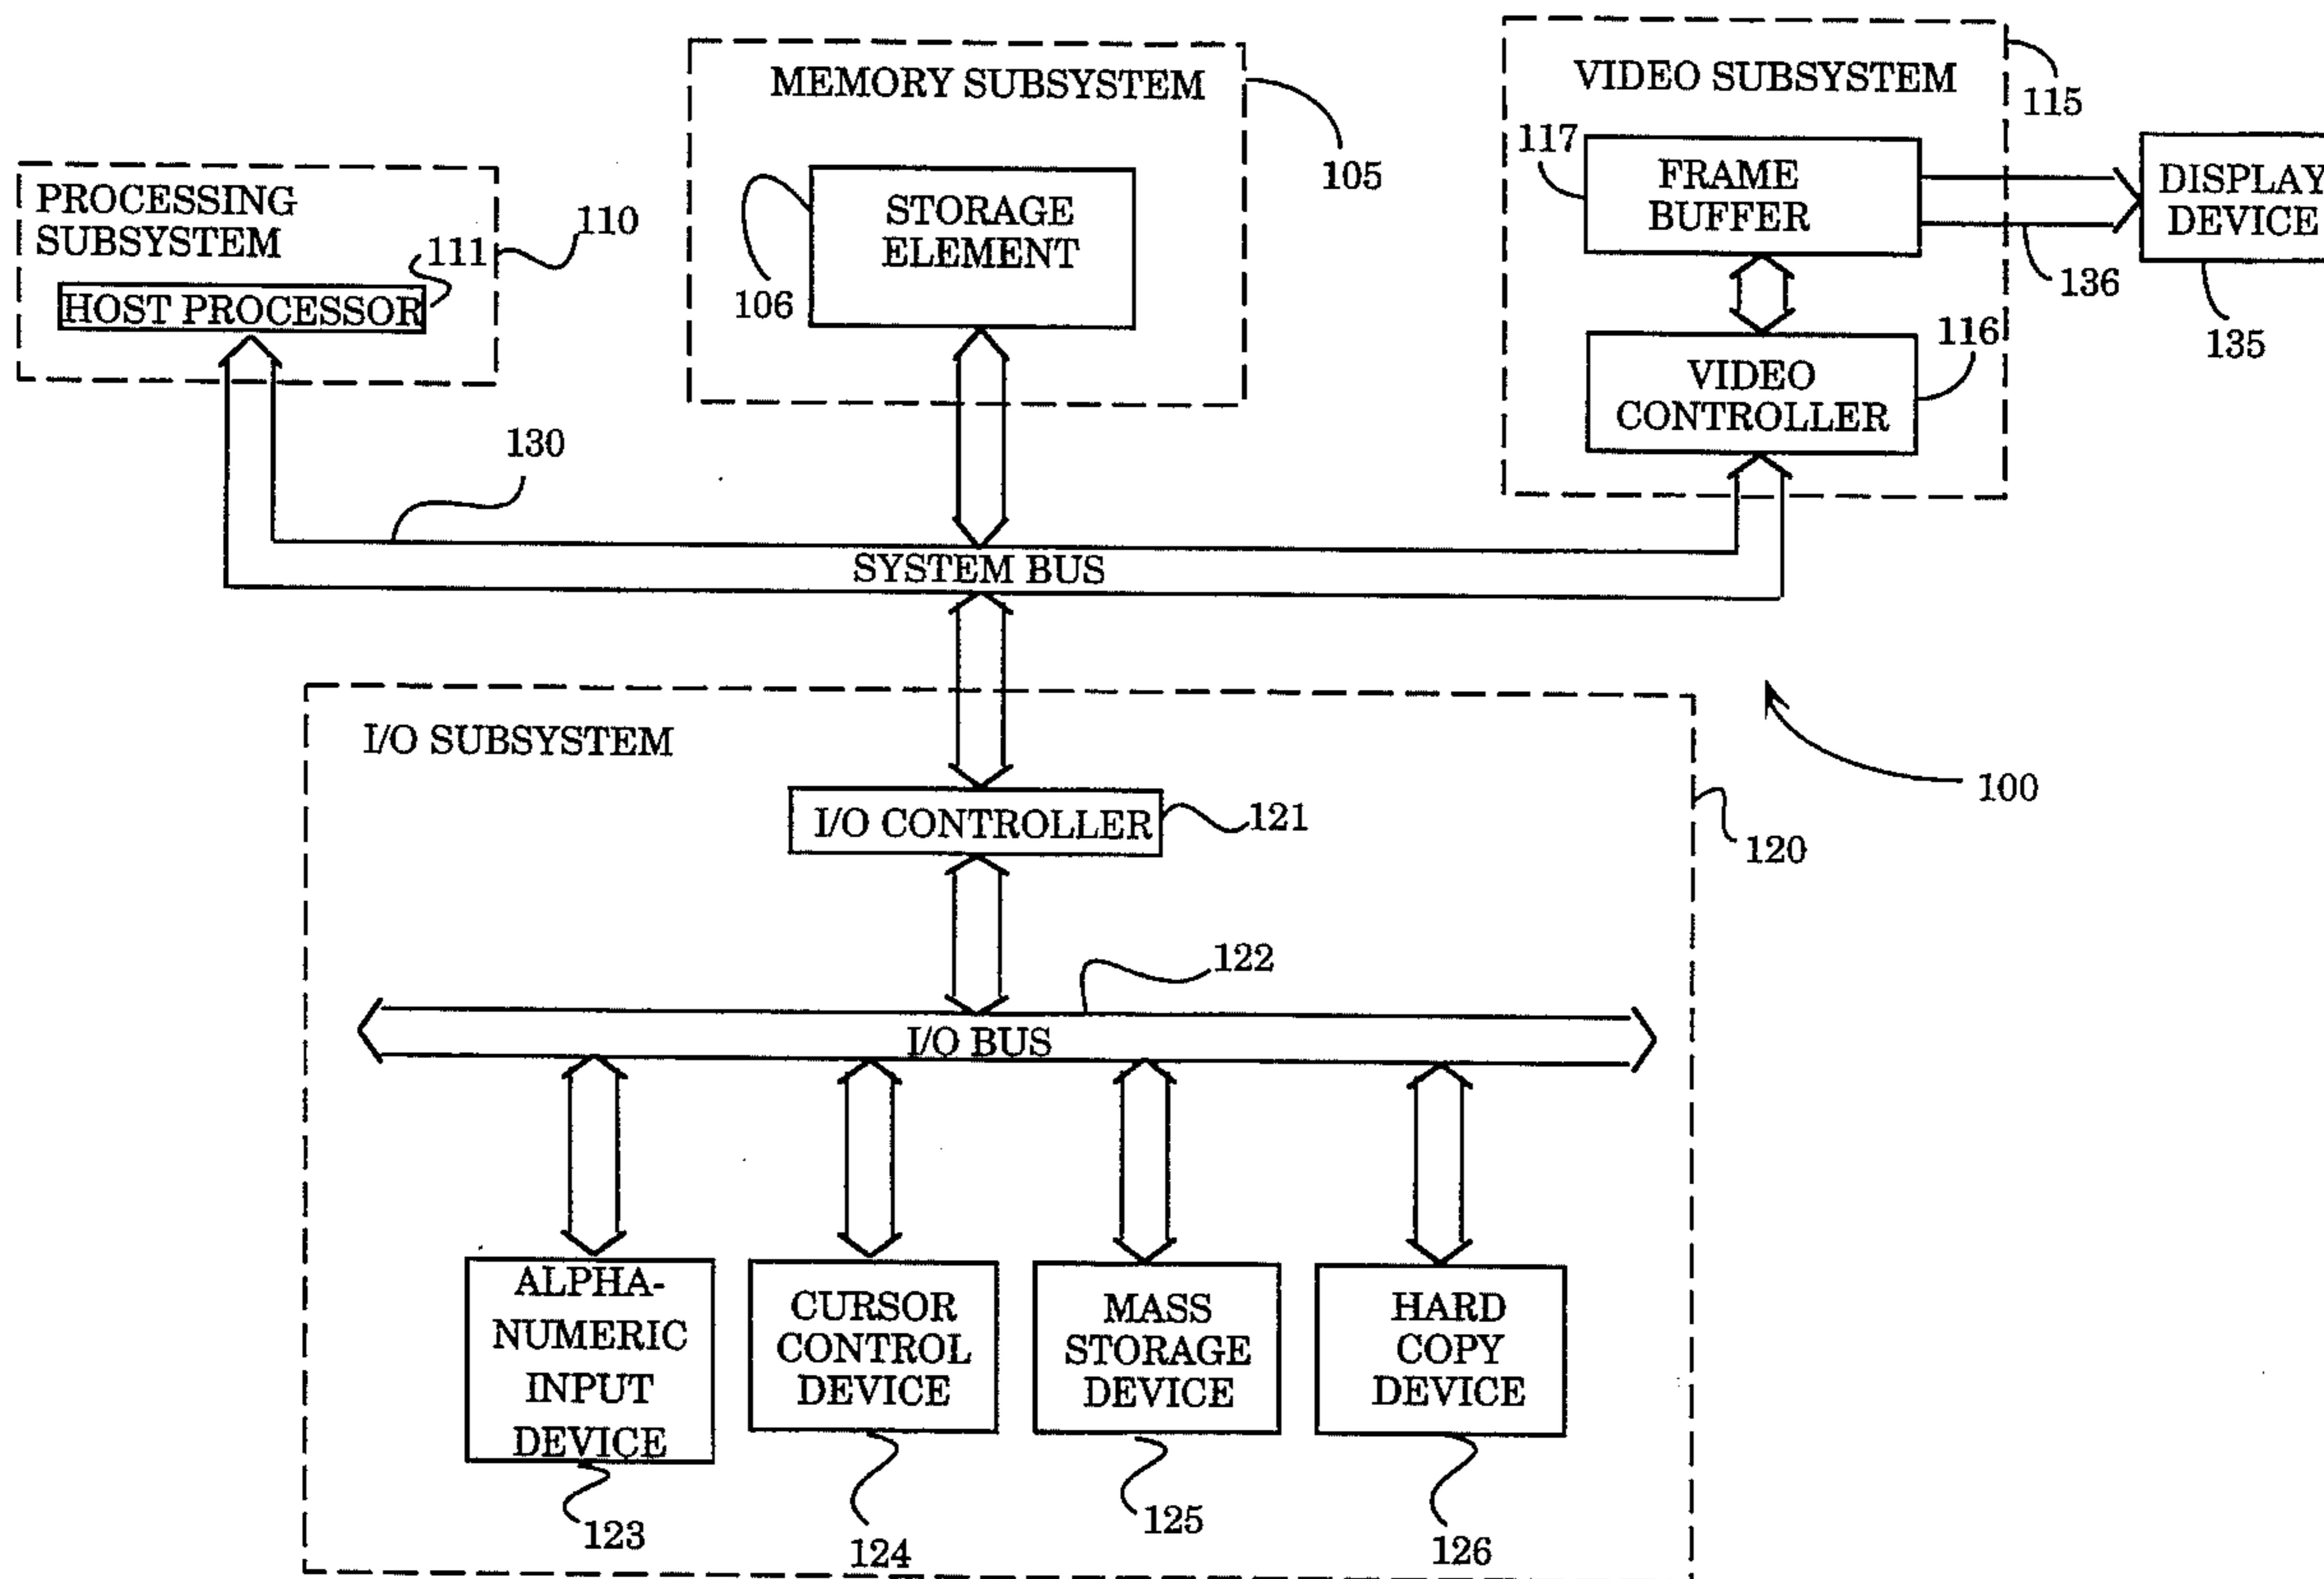 MEMORY SUBSYSTEM
VIDEO SUBSYSTEM
115
117
FRAME
BUFFER
DISPLAY
DEVICE
105
PROCESSING
SUBSYSTEM
110
111
STORAGE
ELEMENT
106
HOST PROCESSOR
136
135
116
VIDEO
CONTROLLER
130
SYSTEM BUS
I/O SUBSYSTEM
100
I/O CONTROLLER
121
120
122
I/O BUS
ALPHA-
NUMERIC
INPUT
DEVICE
CURSOR
CONTROL
DEVICE
MASS
STORAGE
DEVICE
HARD
COPY
DEVICE
123
124
125
126